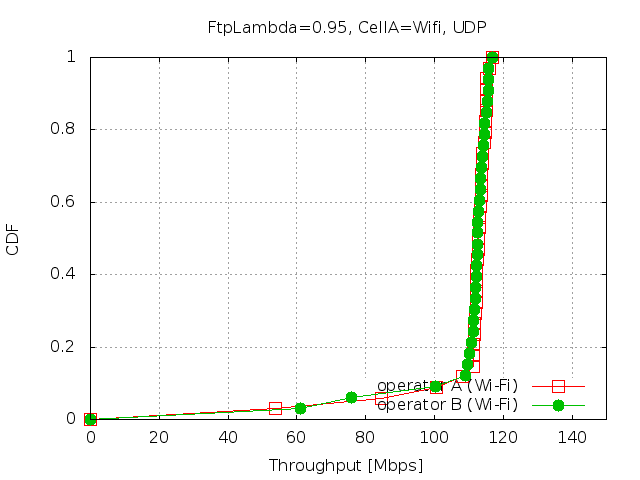 FtpLambda=0.95, CellA=Wifi, UDP
1
0.8
0.6
0.4
0.2
0
CDF
operator A (Wi-Fi)
operator B (Wi-Fi)
0 20 40 60 80 100 120 140
Throughput [Mbps]